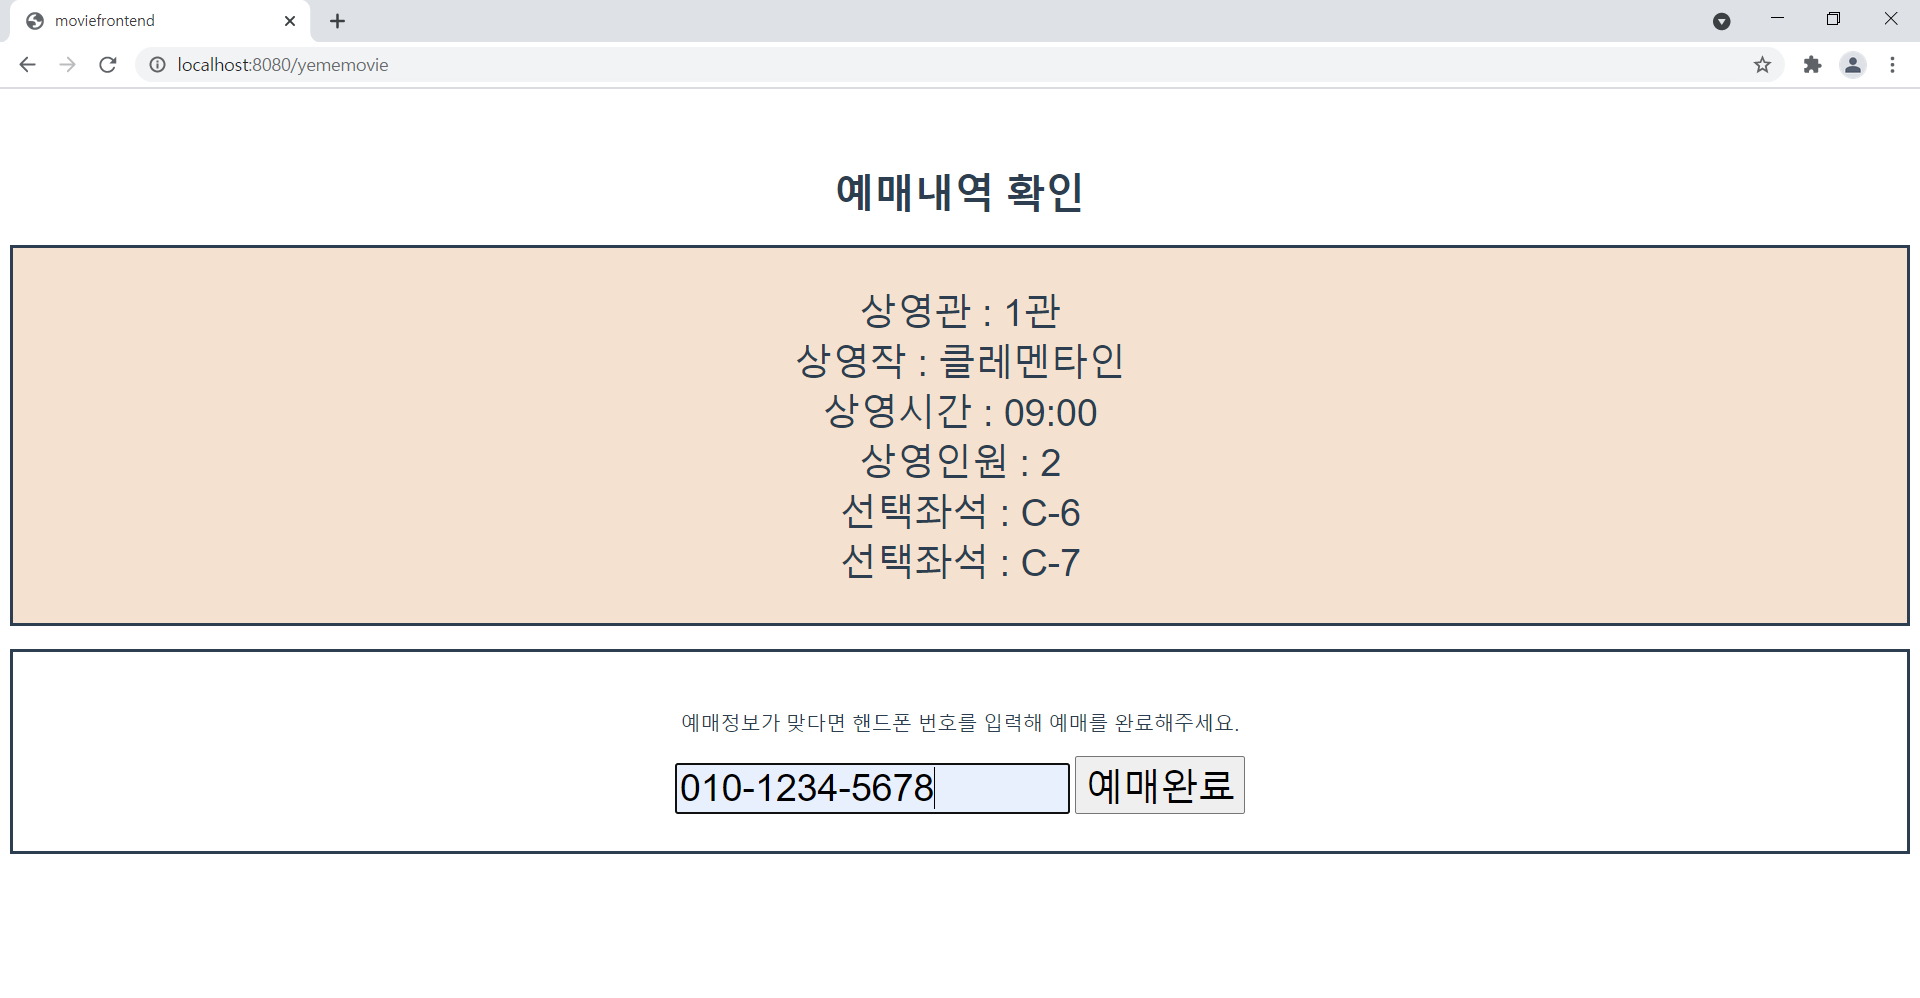 moviefrontend
localhost:8080/yememovie
예매내역 확인
상영관 : 1관
상영작 : 클레멘타인
상영시간 : 09:00
상영인원 : 2
선택좌석 : C-6
선택좌석 : C-7
예매정보가 맞다면 핸드폰 번호를 입력해 예매를 완료해주세요.
010-1234-5678 예매완료